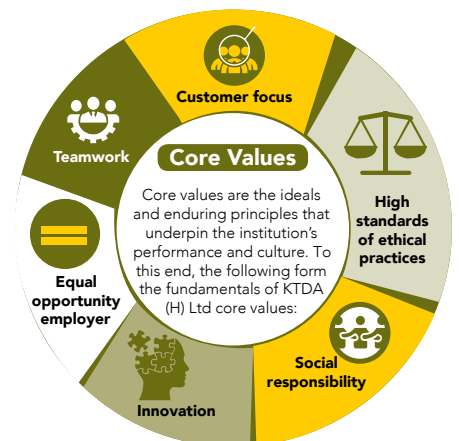 Customer focus
Teamwork
Core Values
Core values are the ideals
and enduring principles that
underpin the institution's
performance and culture. To
this end, the following form
the fundamentals of KTDA
(H) Ltd core values:
High
standards
of ethical
practices
Equal
opportunity
employer
Social
responsibility
Innovation